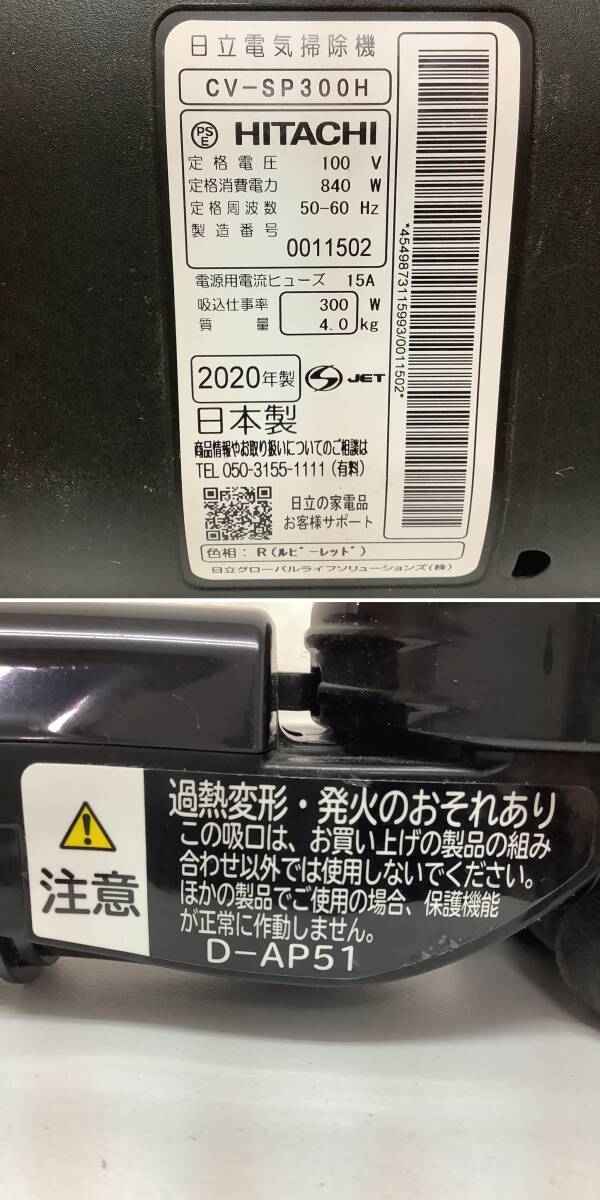 日立電気掃除機
CV-SP300H
PSE HITACHI
定格電圧 100 V
定格消費電力 840 W
定格周波数 50-60 Hz
製造番号
0011502
電源用電流ヒューズ 15A
吸込仕事率 300 W
質量 4.0 kg
2020年製 JET
日本製
商品情報やお取り扱いについてのご相談は
TEL 050-3155-1111 (有料)
日立の家電品
お客様サポート
色相: R(ルビーレッド)
日立グローバルライフソリューションズ(株)
*4549873115993/0011502*
注意
過熱変形・発火のおそれあり
この吸口は、お買い上げの製品の組み
合わせ以外では使用しないでください。
ほかの製品でご使用の場合、保護機能
が正常に作動しません。
D-AP51